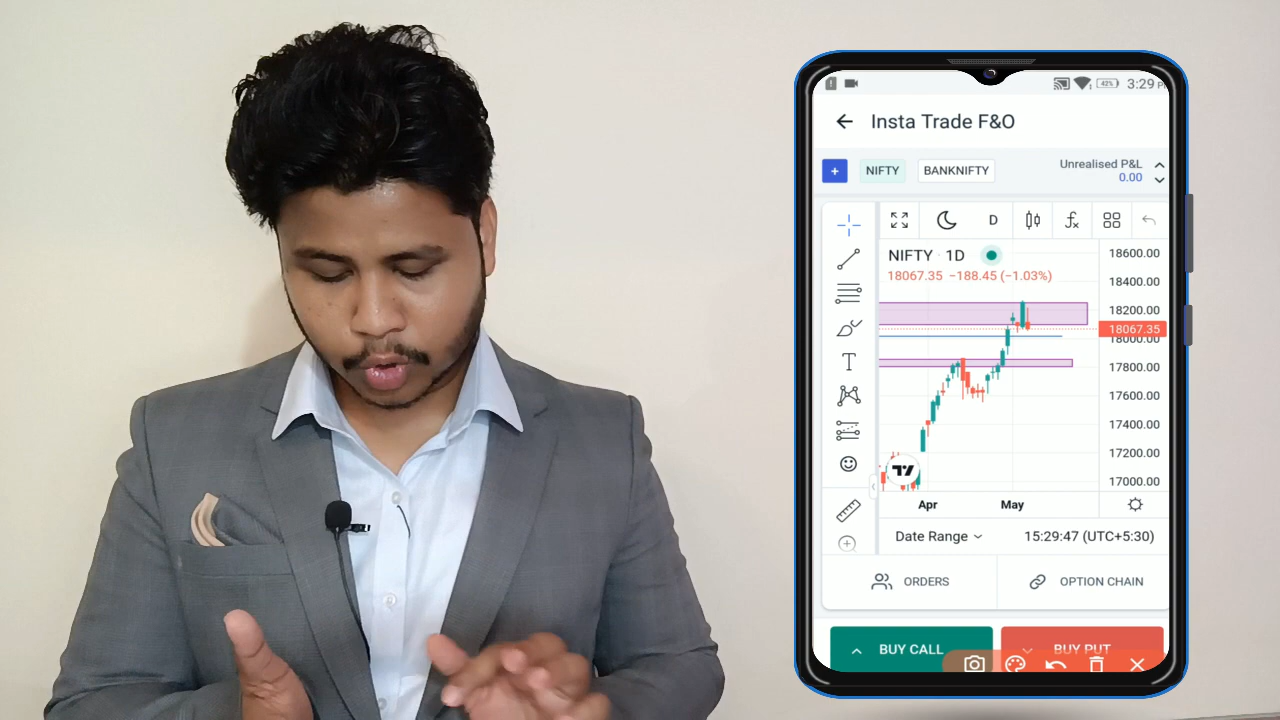 3:29
Insta Trade F&O
+ NIFTY BANKNIFTY Unrealised P&L
0.00
D
NIFTY · 1D
18067.35 −188.45 (−1.03%)
18600.00
18400.00
18200.00
18067.35
18000.00
17800.00
17600.00
17400.00
17200.00
17000.00
Apr May
Date Range 15:29:47 (UTC+5:30)
ORDERS OPTION CHAIN
BUY CALL BUY PUT